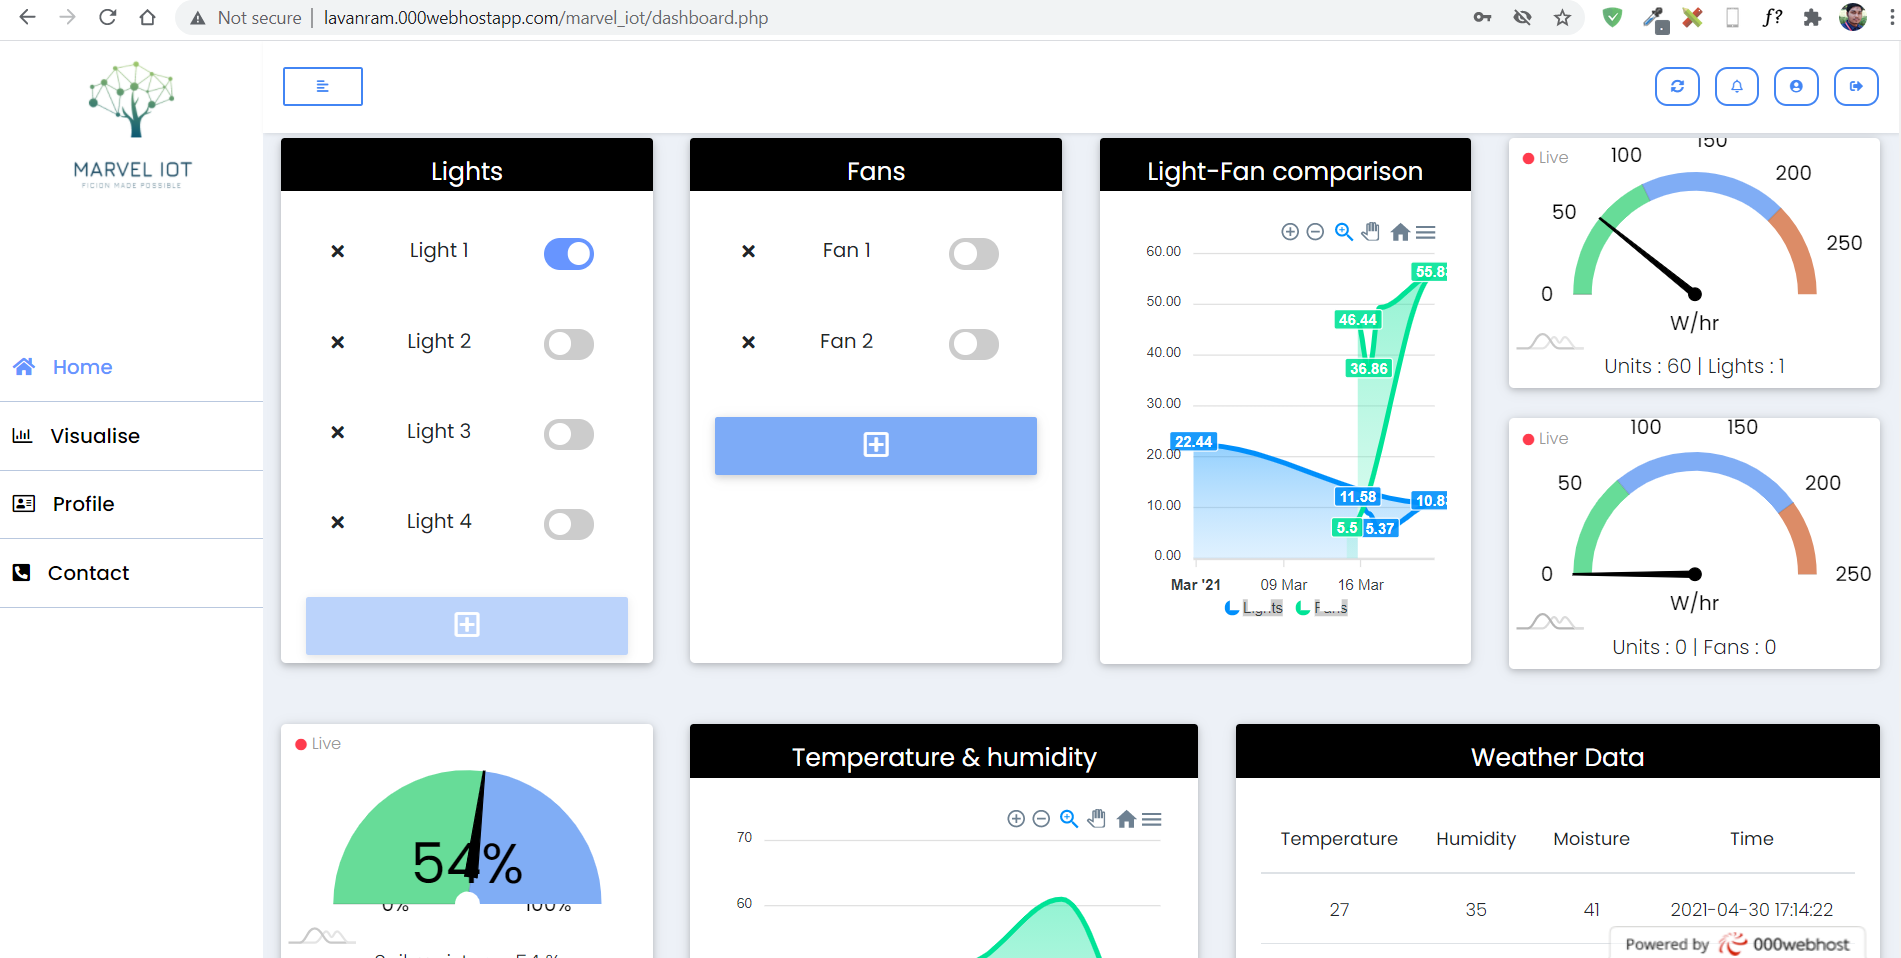 Not secure | lavanram.000webhostapp.com/marvel_iot/dashboard.php
f?
MARVEL IOT
FICION MADE POSSIBLE
Home
Visualise
Profile
Contact
Lights
Light 1
Light 2
Light 3
Light 4
Fans
Fan 1
Fan 2
Light-Fan comparison
60.00
50.00
40.00
30.00
20.00
10.00
0.00
55.8
46.44
36.86
22.44
11.58
10.8
5.5
5.37
Mar '21
09 Mar
16 Mar
Lights
Fans
Live
0
50
100
150
200
250
W/hr
Units : 60 | Lights : 1
Live
0
50
100
150
200
250
W/hr
Units : 0 | Fans : 0
Live
54%
0%
100%
Temperature & humidity
70
60
Weather Data
Temperature Humidity Moisture Time
27 35 41 2021-04-30 17:14:22
Powered by 000webhost